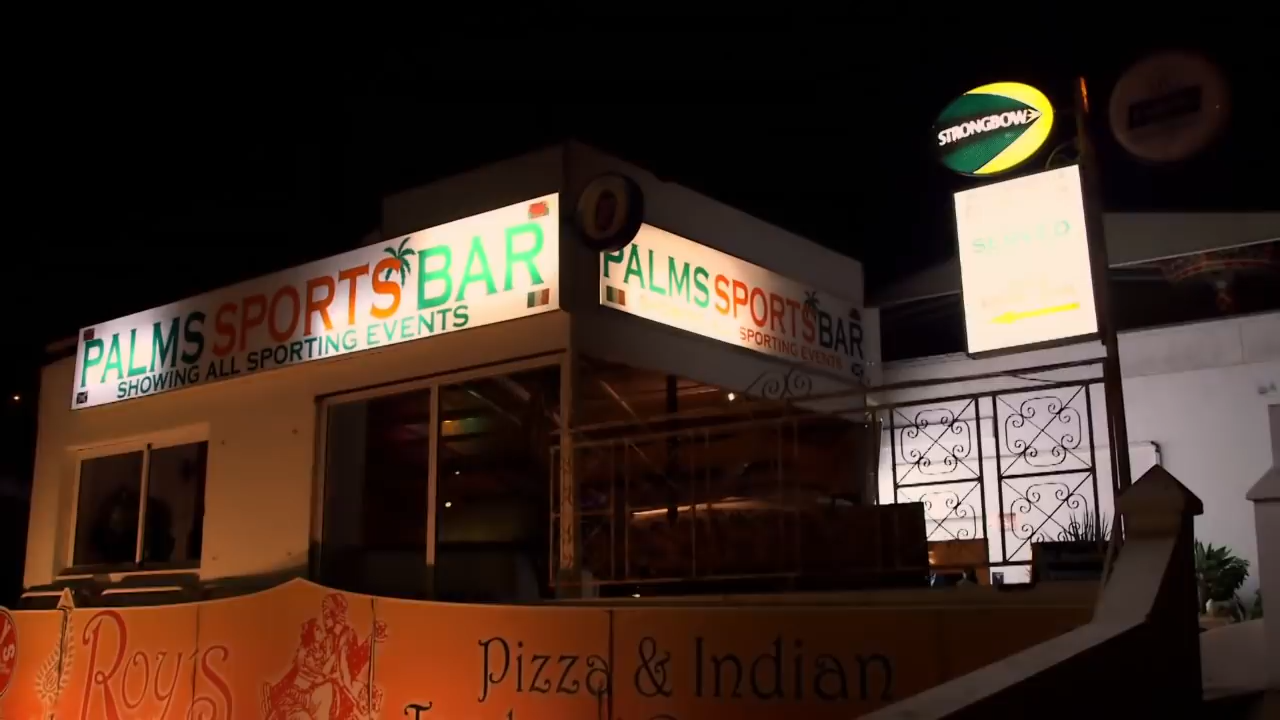 PALMS SPORTS BAR
SHOWING ALL SPORTING EVENTS
PALMS SPORTS BAR
SPORTING EVENTS
STRONGBOW
Roy's
Pizza & Indian